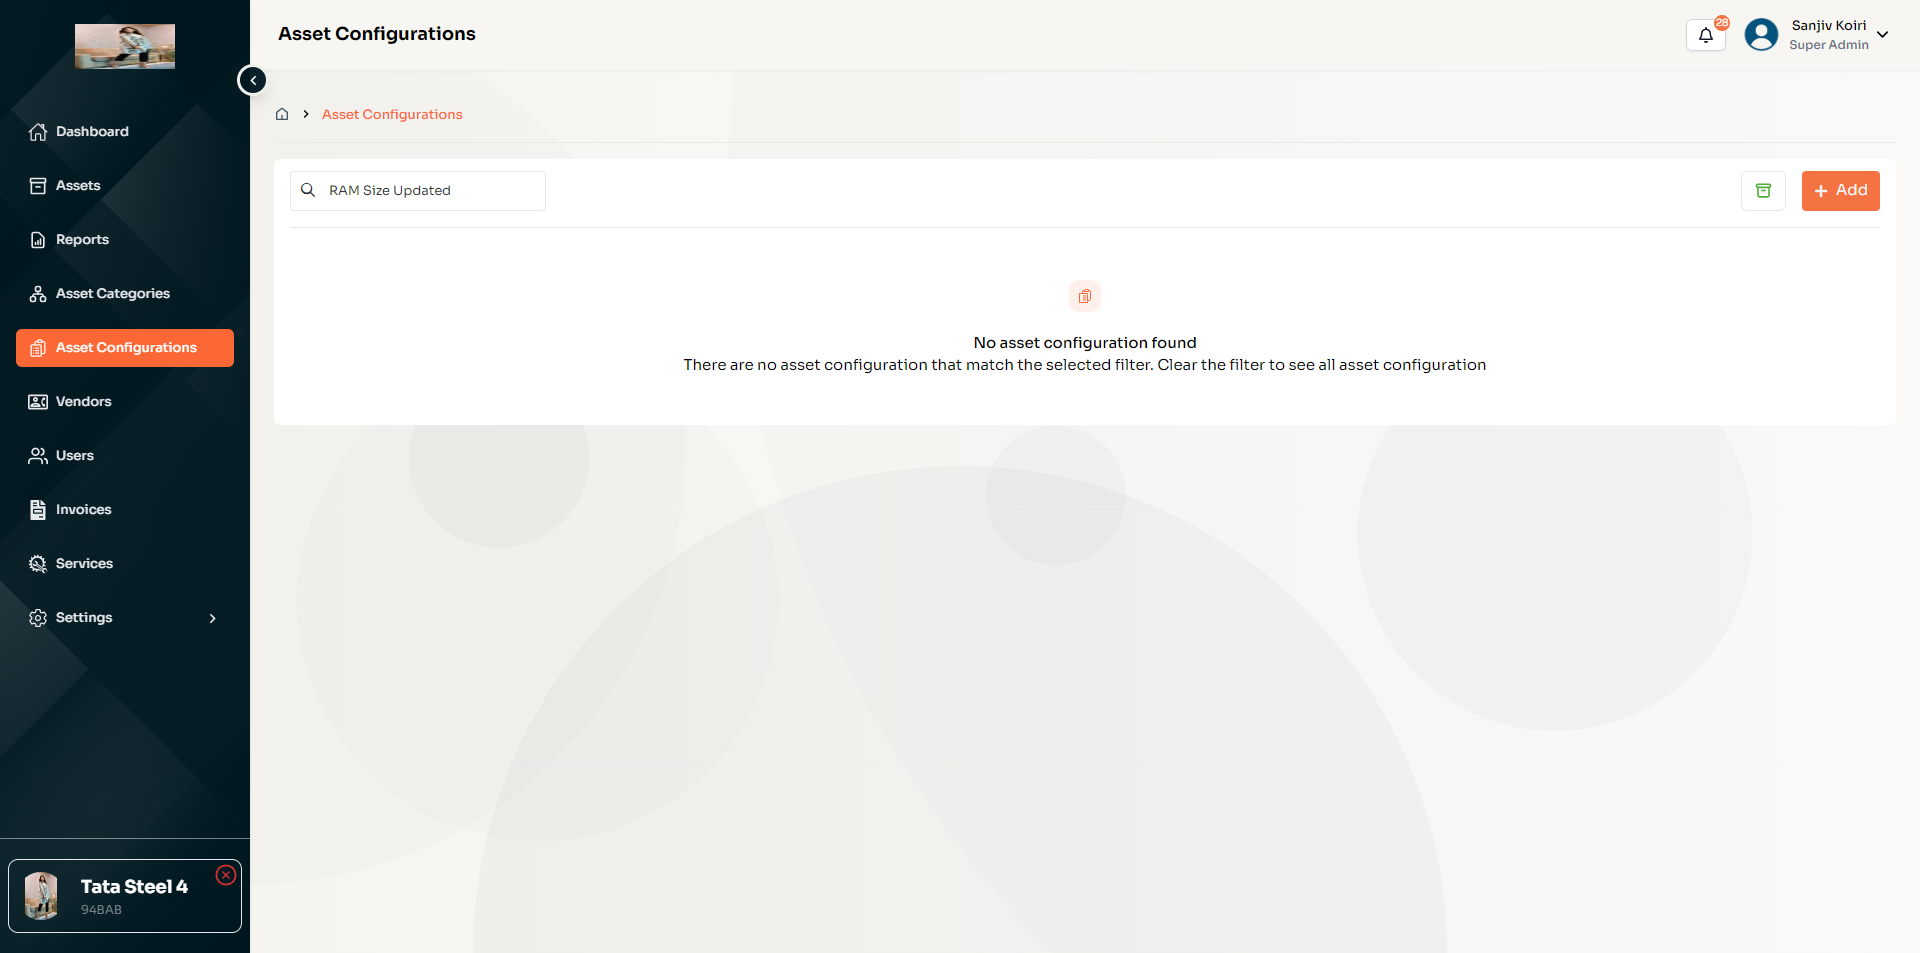 Asset Configurations
28
Sanjiv Koiri
Super Admin
Dashboard
Assets
Reports
Asset Categories
Asset Configurations
Vendors
Users
Invoices
Services
Settings
Tata Steel 4
94BAB
Asset Configurations
RAM Size Updated
Add
No asset configuration found
There are no asset configuration that match the selected filter. Clear the filter to see all asset configuration